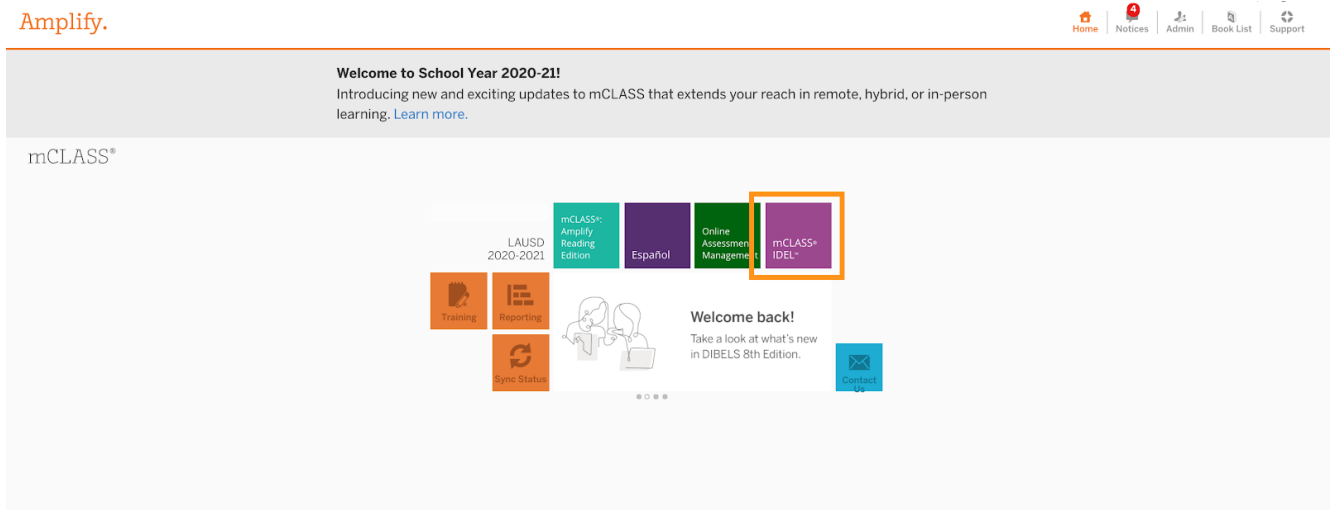 Amplify.
4
Home
Notices
Admin
Book List
Support
Welcome to School Year 2020-21!
Introducing new and exciting updates to mCLASS that extends your reach in remote, hybrid, or in-person
learning. Learn more.
mCLASS®
LAUSD
2020-2021
mCLASS®:
Amplify
Reading
Edition
Español
Online
Assessmen
Management
mCLASS®
IDEL™
Training
Reporting
Sync Status
Welcome back!
Take a look at what's new
in DIBELS 8th Edition.
Contact
Us